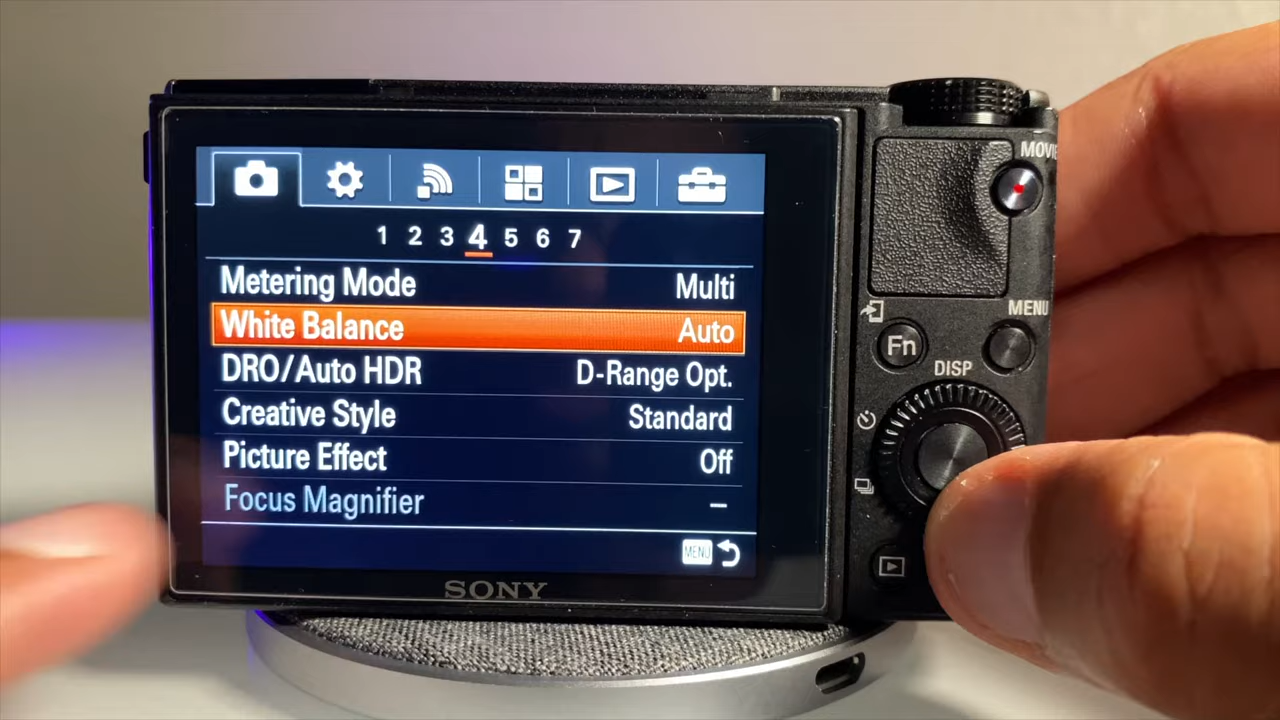 MOVIE
1 2 3 4 5 6 7
Metering Mode Multi
White Balance Auto
DRO/Auto HDR D-Range Opt.
Creative Style Standard
Picture Effect Off
Focus Magnifier –
MENU
SONY
MENU
Fn
DISP